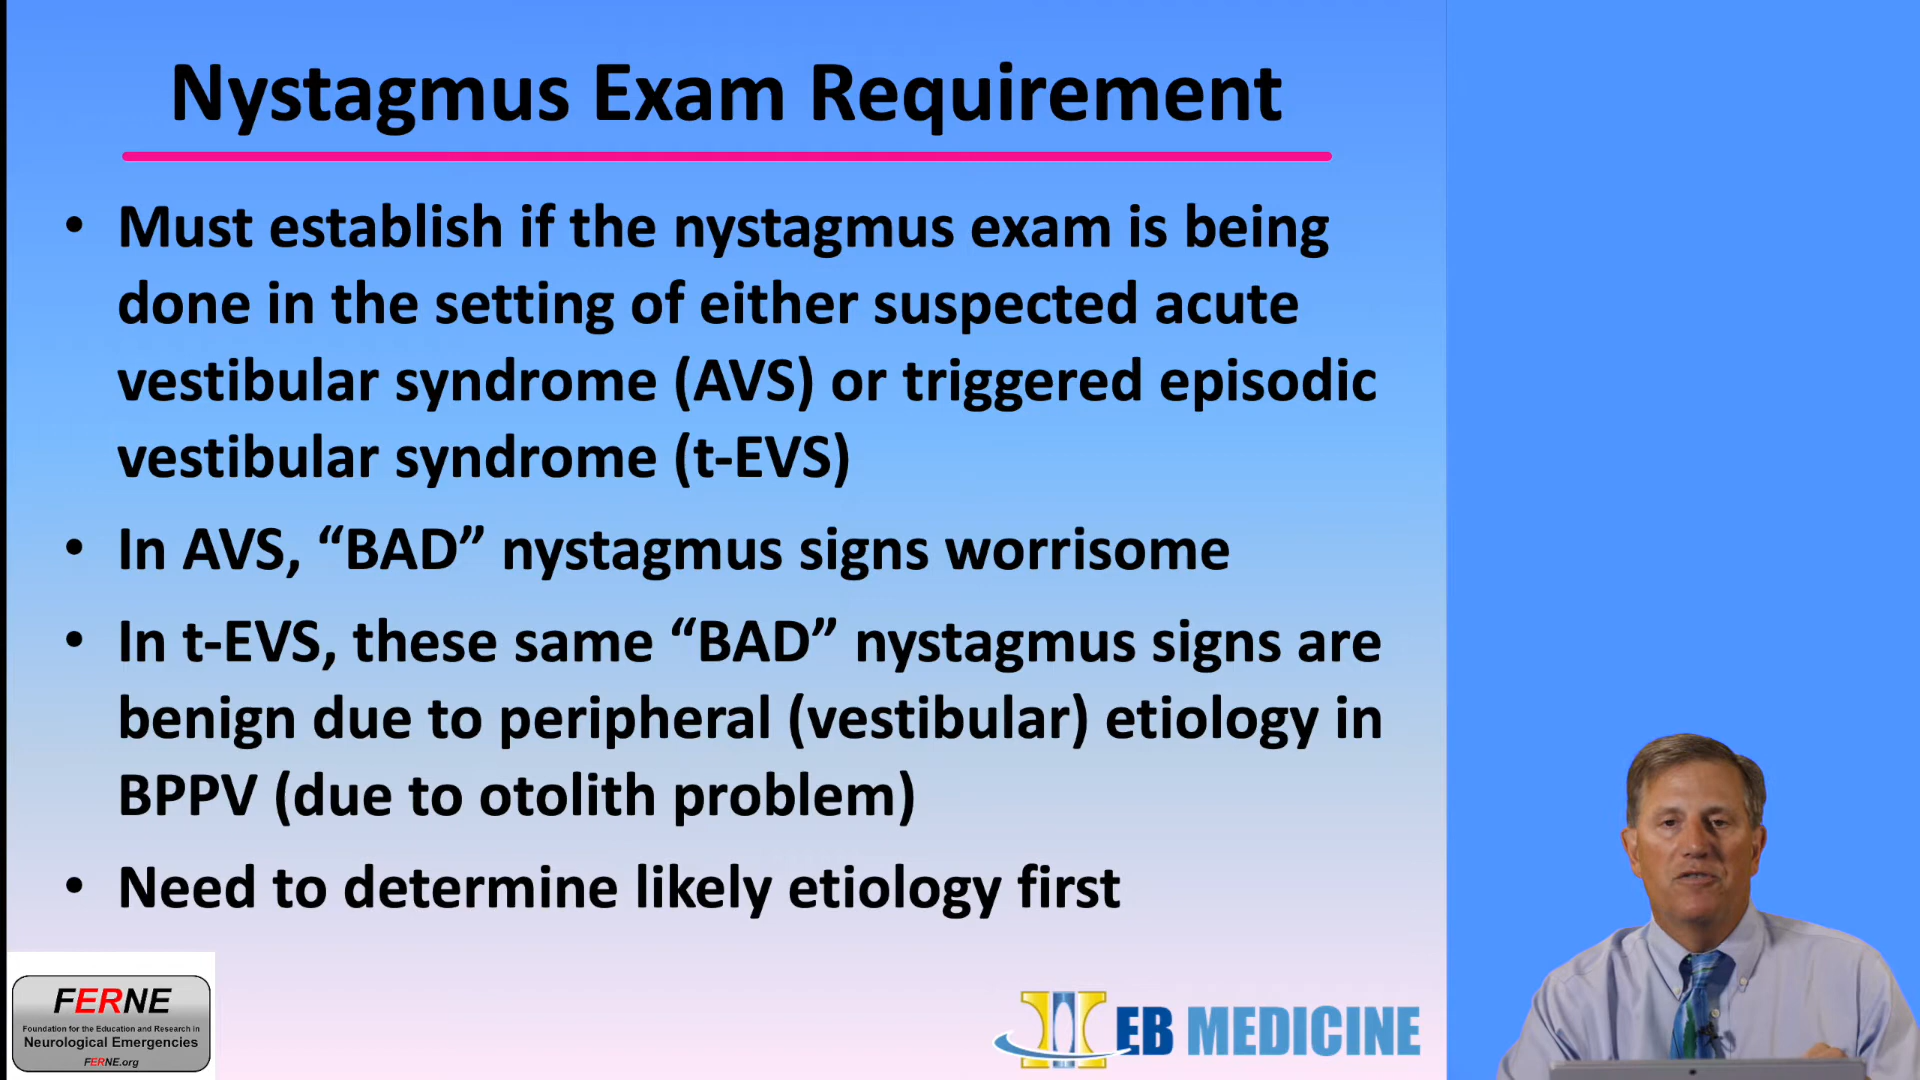 Nystagmus Exam Requirement
• Must establish if the nystagmus exam is being
done in the setting of either suspected acute
vestibular syndrome (AVS) or triggered episodic
vestibular syndrome (t-EVS)
• In AVS, “BAD” nystagmus signs worrisome
• In t-EVS, these same “BAD” nystagmus signs are
benign due to peripheral (vestibular) etiology in
BPPV (due to otolith problem)
• Need to determine likely etiology first
FERNE
Foundation for the Education and Research in
Neurological Emergencies
FERNE.org
EB MEDICINE